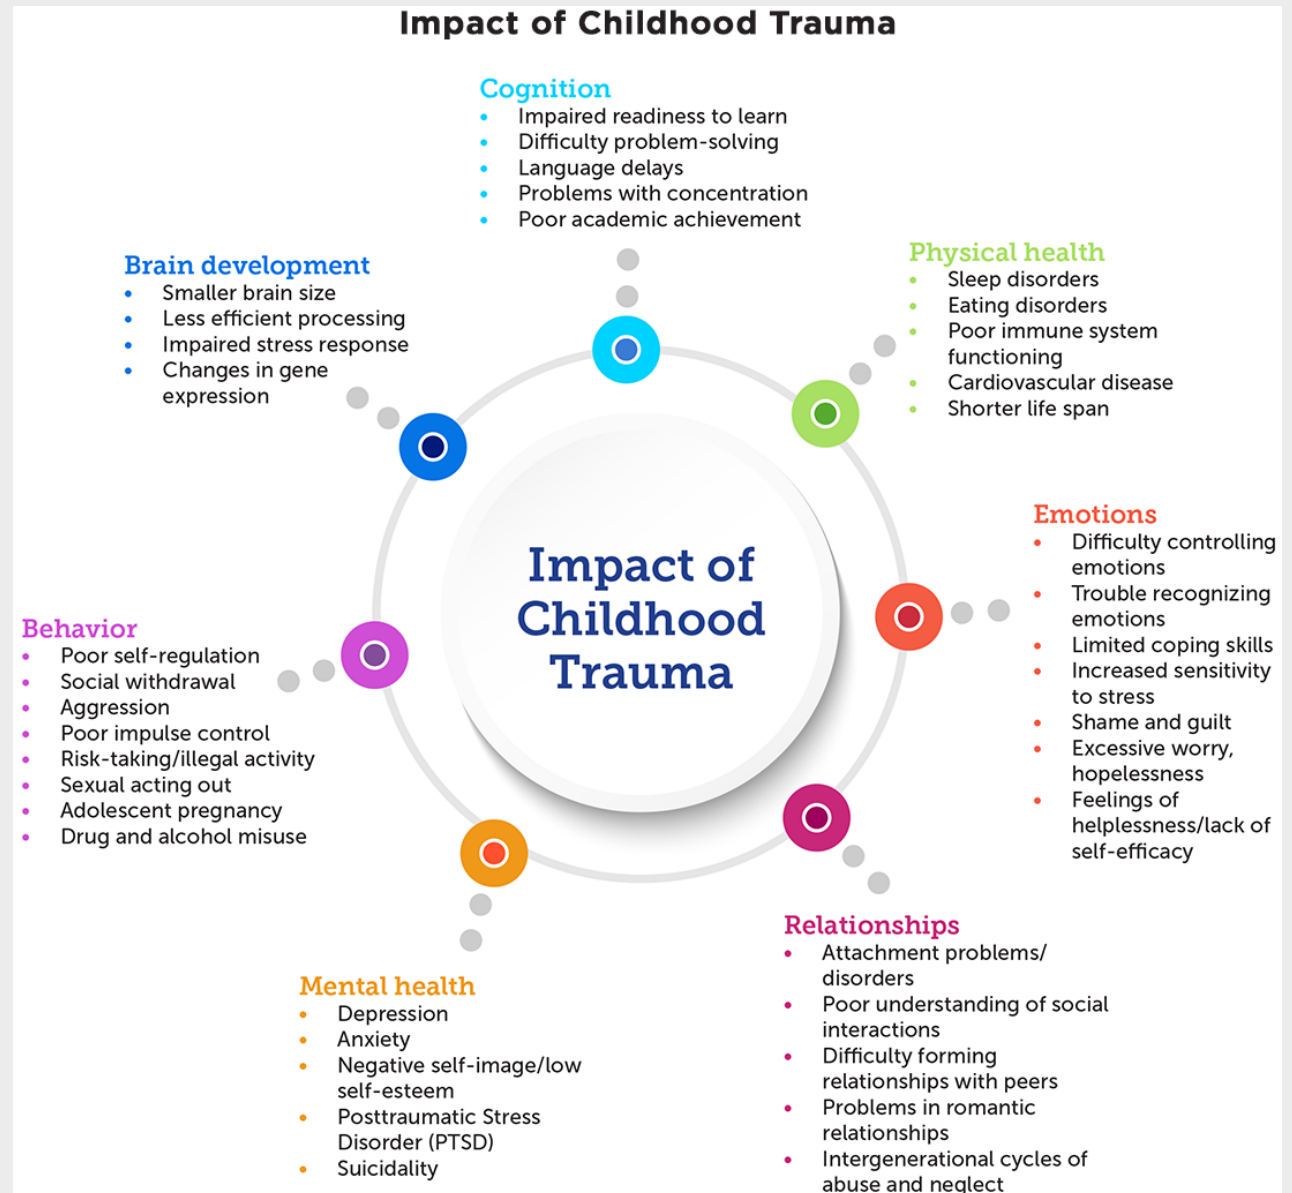 Impact of Childhood Trauma
Cognition
• Impaired readiness to learn
• Difficulty problem-solving
• Language delays
• Problems with concentration
• Poor academic achievement
Physical health
• Sleep disorders
• Eating disorders
• Poor immune system
functioning
• Cardiovascular disease
• Shorter life span
Emotions
• Difficulty controlling
emotions
• Trouble recognizing
emotions
• Limited coping skills
• Increased sensitivity
to stress
• Shame and guilt
• Excessive worry,
hopelessness
• Feelings of
helplessness/lack of
self-efficacy
Relationships
• Attachment problems/
disorders
• Poor understanding of social
interactions
• Difficulty forming
relationships with peers
• Problems in romantic
relationships
• Intergenerational cycles of
abuse and neglect
Mental health
• Depression
• Anxiety
• Negative self-image/low
self-esteem
• Posttraumatic Stress
Disorder (PTSD)
• Suicidality
Behavior
• Poor self-regulation
• Social withdrawal
• Aggression
• Poor impulse control
• Risk-taking/illegal activity
• Sexual acting out
• Adolescent pregnancy
• Drug and alcohol misuse
Brain development
• Smaller brain size
• Less efficient processing
• Impaired stress response
• Changes in gene
expression
Impact of
Childhood
Trauma